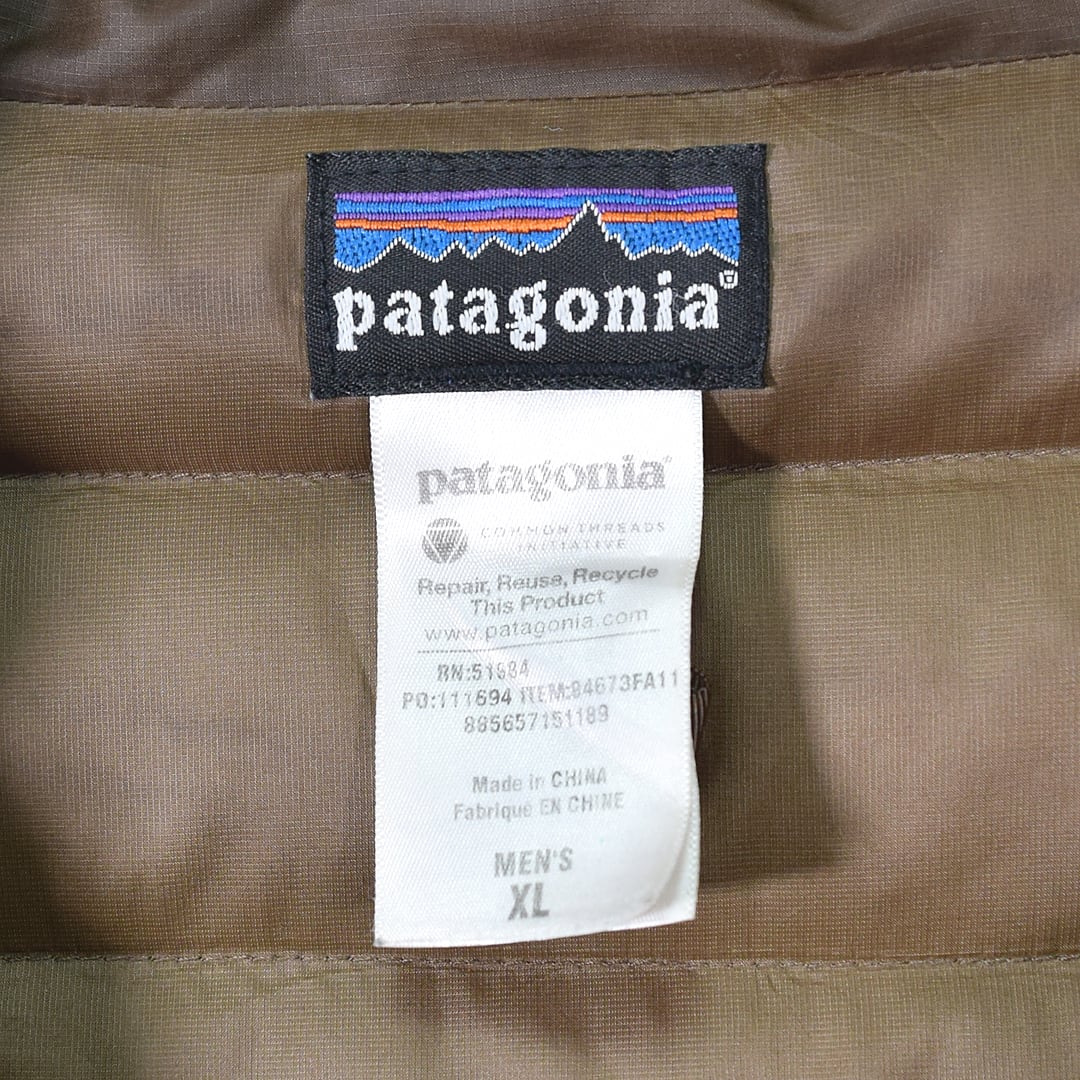 patagonia
patagonia®
COMMON THREADS
INITIATIVE
Repair, Reuse, Recycle
This Product
www.patagonia.com
RN:51884
PO:111694 ITEM:84673FA11
885657151189
Made in CHINA
Fabriqué EN CHINE
MEN'S
XL